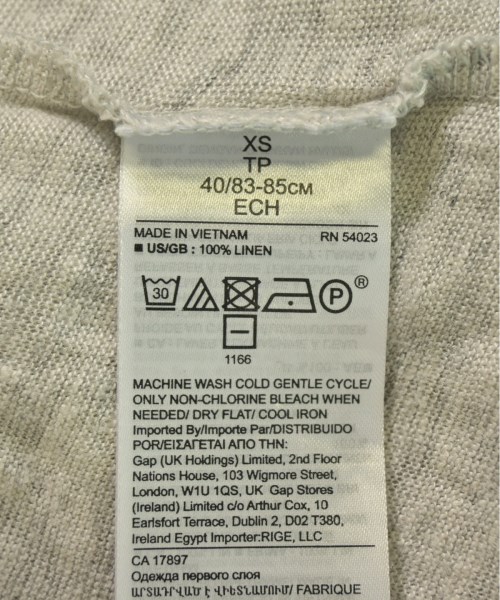 XS
TP
40/83-85СМ
ECH
MADE IN VIETNAM RN 54023
■ US/GB : 100% LINEN
30 P ®
1166
MACHINE WASH COLD GENTLE CYCLE/
ONLY NON-CHLORINE BLEACH WHEN
NEEDED/ DRY FLAT/ COOL IRON
Imported By/Importe Par/DISTRIBUIDO
POR/ΕΙΣΑΓΕΤΑΙ ΑΠΟ ΤΗΝ:
Gap (UK Holdings) Limited, 2nd Floor
Nations House, 103 Wigmore Street,
London, W1U 1QS, UK Gap Stores
(Ireland) Limited c/o Arthur Cox, 10
Earlsfort Terrace, Dublin 2, D02 T380,
Ireland Egypt Importer:RIGE, LLC
CA 17897
Одежда первого слоя
ԱՐՏԱԴՐՎԱԾ Է ՎԻԵՏՆԱՄՈՒՄ/ FABRIQUE